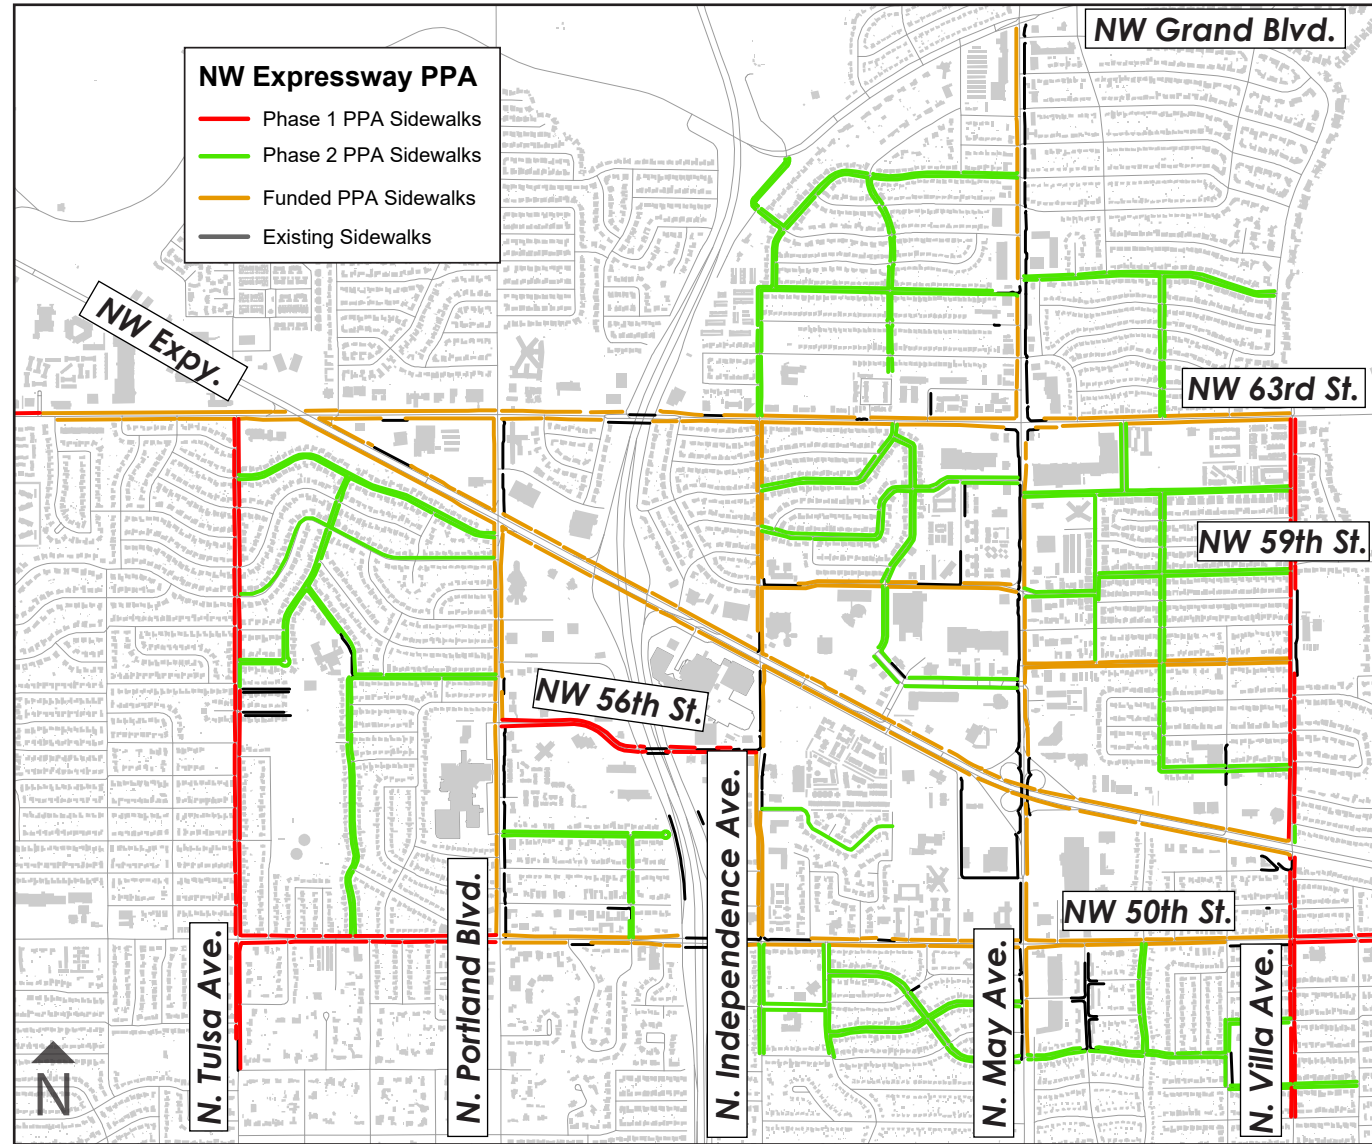 NW Grand Blvd.
NW Expressway PPA
Phase 1 PPA Sidewalks
Phase 2 PPA Sidewalks
Funded PPA Sidewalks
Existing Sidewalks
NW Expy.
NW 63rd St.
NW 59th St.
NW 56th St.
NW 50th St.
N. Tulsa Ave.
N. Portland Blvd.
N. Independence Ave.
N. May Ave.
N. Villa Ave.
N